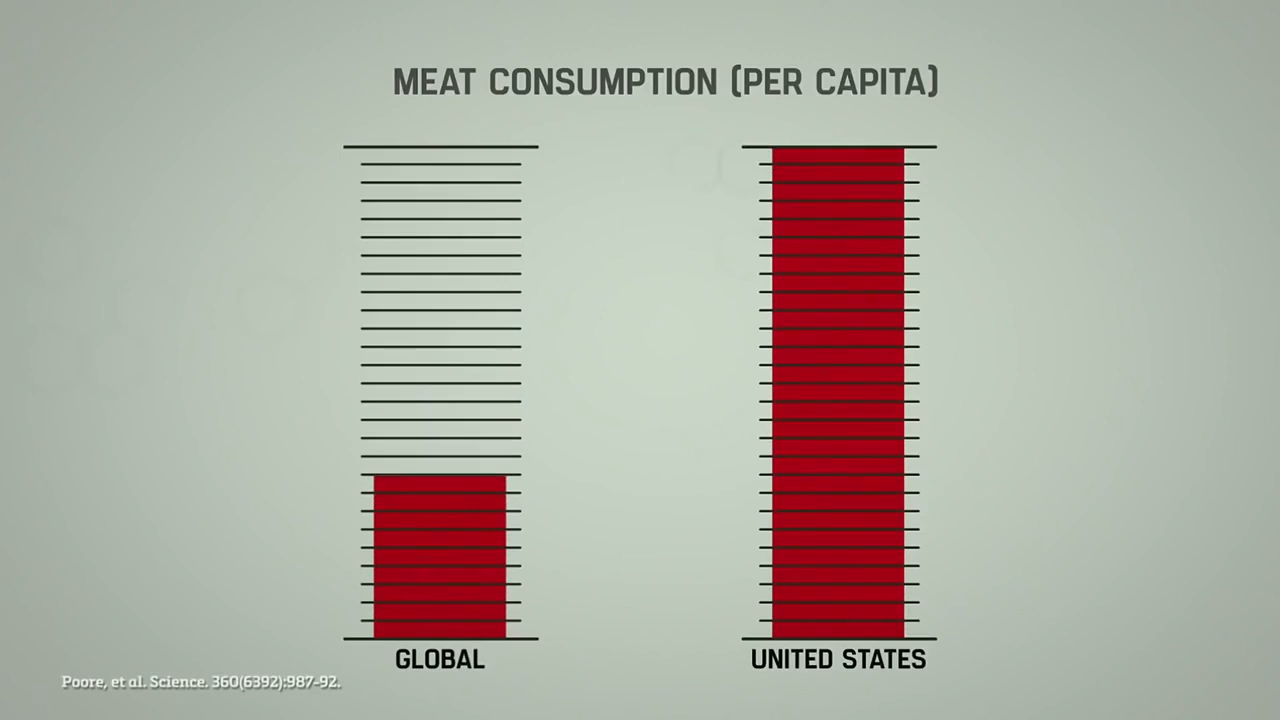 MEAT CONSUMPTION (PER CAPITA)
GLOBAL
UNITED STATES
Poore, et al. Science. 360(6392):987-92.